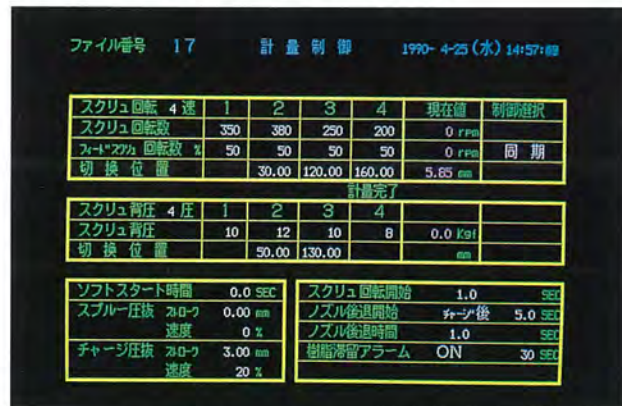 ファイル番号 17 計量制御 1990- 4-25 (水) 14:57:09
スクリュ回転 4 速 1 2 3 4 現在値 制御選択
スクリュ回転数 350 380 250 200 0 rpm
フィードスクリュ 回転数 % 50 50 50 50 0 rpm 同期
切換位置 30.00 120.00 160.00 5.85 mm
計量完了
スクリュ背圧 4 圧 1 2 3 4
スクリュ背圧 10 12 10 8 0.0 Kgf
切換位置 50.00 130.00 mm
ソフトスタート時間 0.0 SEC
スプルー圧抜 ストローク 0.00 mm
速度 0 %
チャージ圧抜 ストローク 3.00 mm
速度 20 %
スクリュ回転開始 1.0 SEC
ノズル後退開始 チャージ後 5.0 SEC
ノズル後退時間 1.0 SEC
樹脂滞留アラーム ON 30 SEC